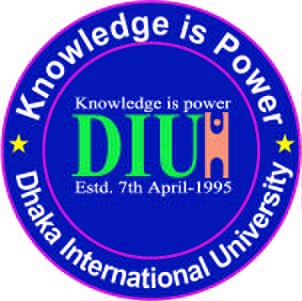 Knowledge is Power
Knowledge is power
DIU
Estd. 7th April-1995
Dhaka International University